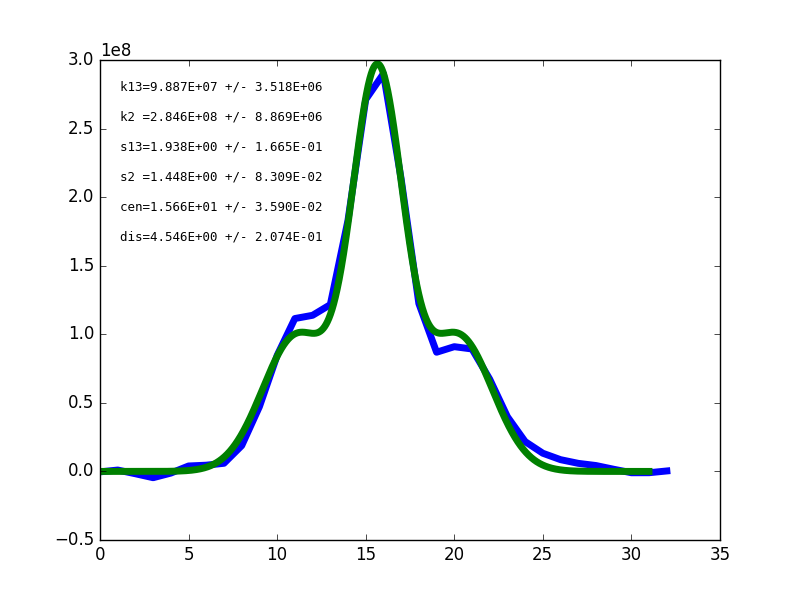 1e8
3.0
k13=9.887E+07 +/- 3.518E+06
k2 =2.846E+08 +/- 8.869E+06
2.5
s13=1.938E+00 +/- 1.665E-01
s2 =1.448E+00 +/- 8.309E-02
2.0
cen=1.566E+01 +/- 3.590E-02
dis=4.546E+00 +/- 2.074E-01
1.5
1.0
0.5
0.0
−0.5
0 5 10 15 20 25 30 35